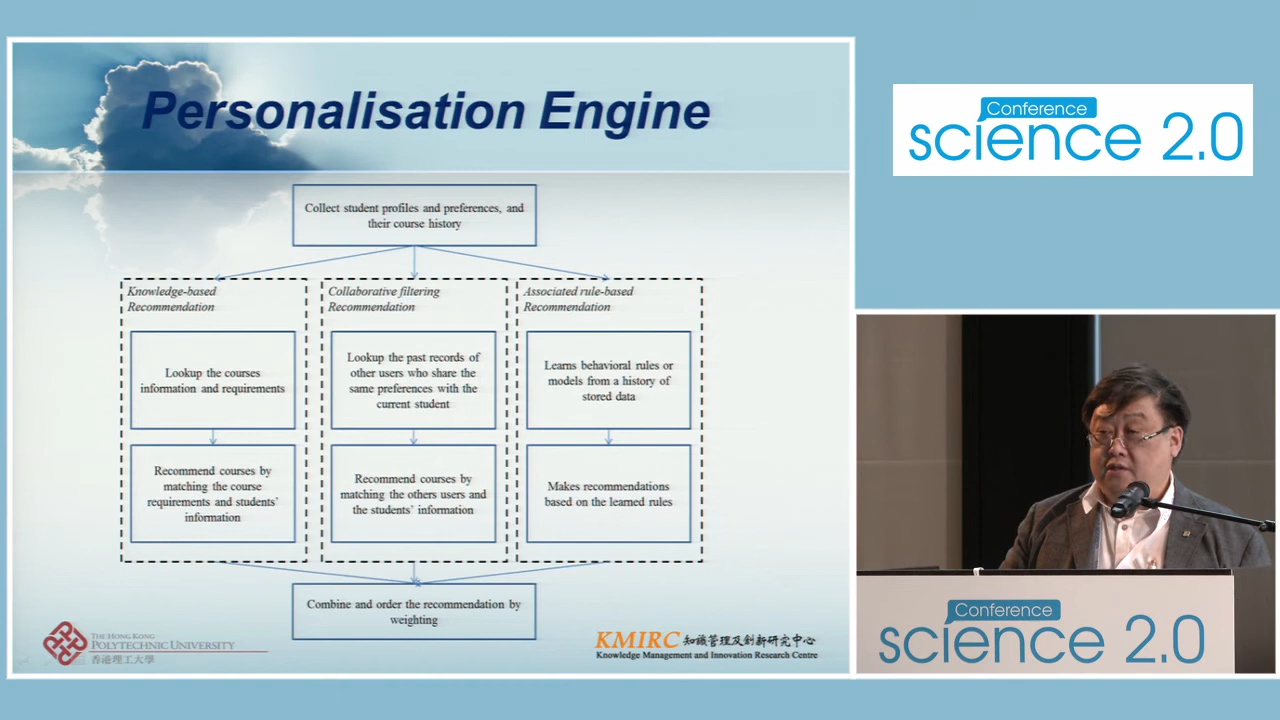 Personalisation Engine
Collect student profiles and preferences, and
their course history
Knowledge-based
Recommendation
Lookup the courses
information and requirements
Recommend courses by
matching the course
requirements and students'
information
Collaborative filtering
Recommendation
Lookup the past records of
other users who share the
same preferences with the
current student
Recommend courses by
matching the others users and
the students' information
Associated rule-based
Recommendation
Learns behavioral rules or
models from a history of
stored data
Makes recommendations
based on the learned rules
Combine and order the recommendation by
weighting
THE HONG KONG
POLYTECHNIC UNIVERSITY
香港理工大學
KMIRC 知識管理及創新研究中心
Knowledge Management and Innovation Research Centre
Conference
science 2.0
Conference
science 2.0